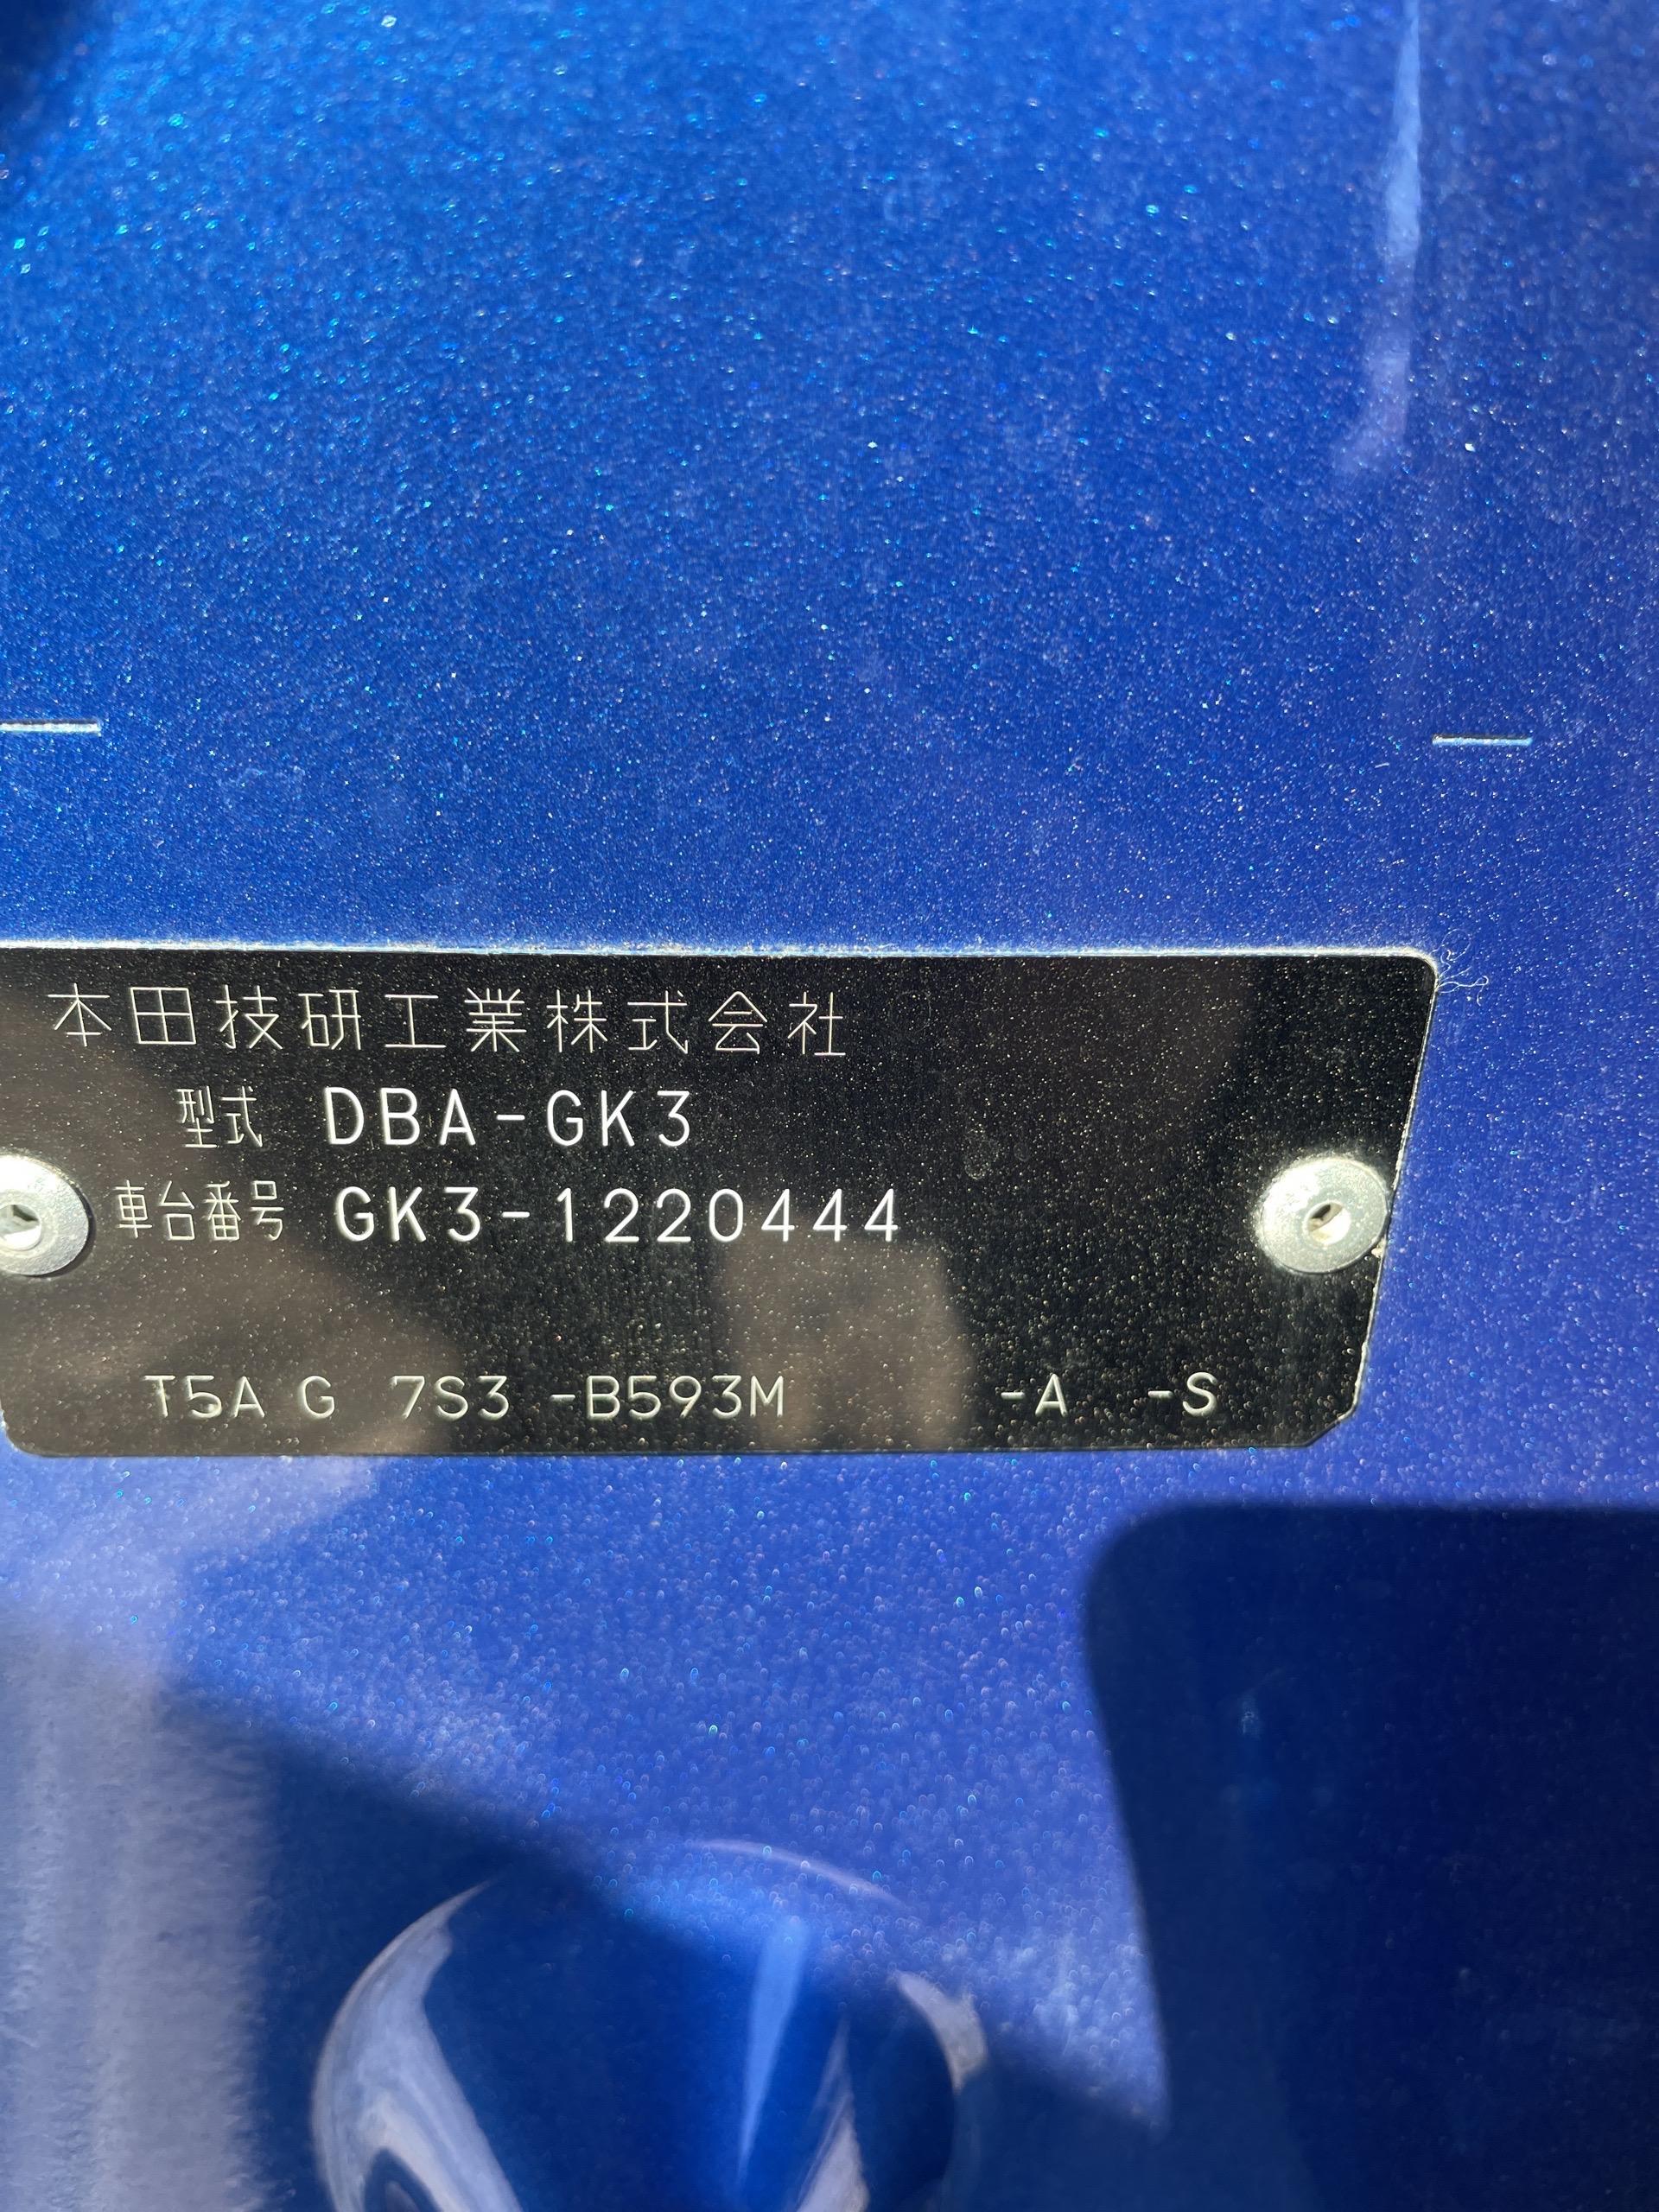 本田技研工業株式会社
型式 DBA-GK3
車台番号 GK3-1220444
T5A G 7S3 -B593M -A -S